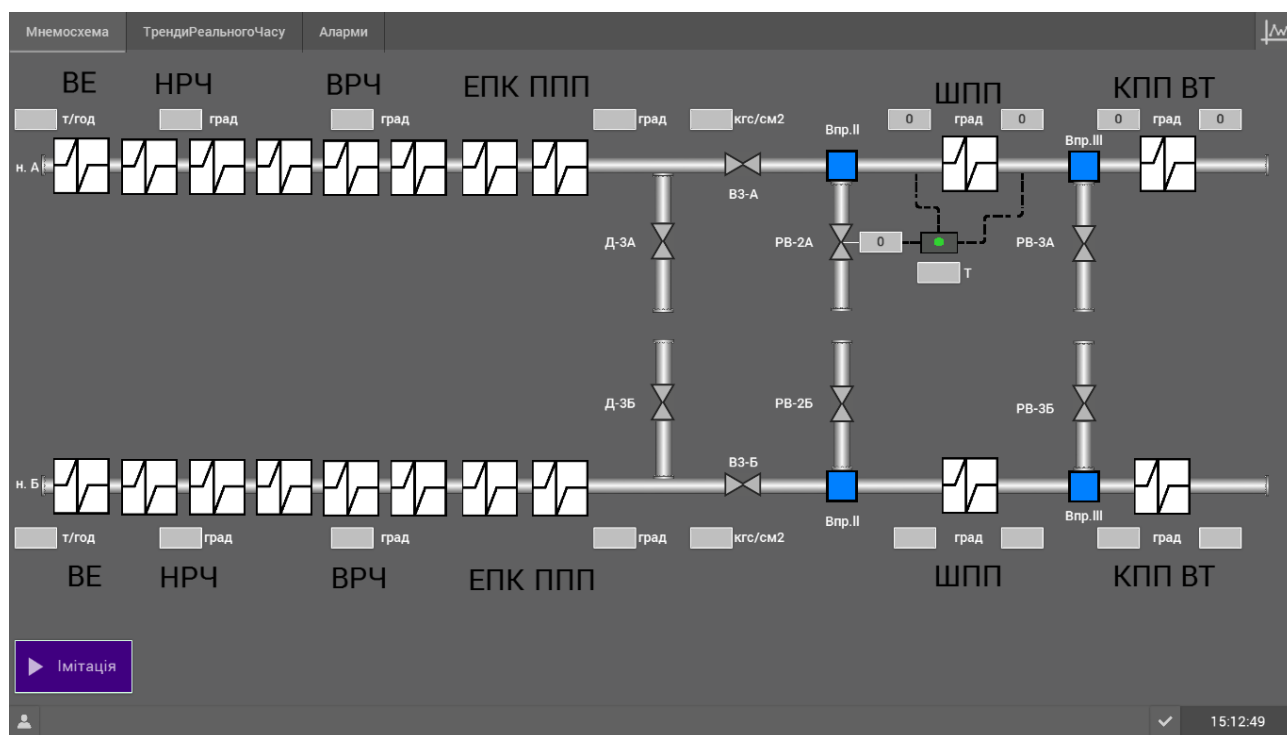 Мнемосхема ТрендиРеальногоЧасу Аларми
ВЕ НРЧ ВРЧ ЕПК ППП ШПП КПП ВТ
т/год град град град кгс/см2 0 град 0 0 град 0
Впр.II Впр.III
н. А
ВЗ-А
Д-3А РВ-2А 0 РВ-3А
Т
Д-3Б РВ-2Б РВ-3Б
ВЗ-Б
н. Б
Впр.II Впр.III
т/год град град град кгс/см2 град град
ВЕ НРЧ ВРЧ ЕПК ППП ШПП КПП ВТ
Імітація
15:12:49